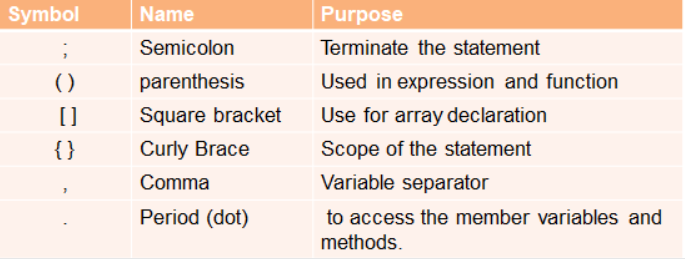 Symbol Name Purpose
; Semicolon Terminate the statement
( ) parenthesis Used in expression and function
[ ] Square bracket Use for array declaration
{ } Curly Brace Scope of the statement
, Comma Variable separator
. Period (dot) to access the member variables and
methods.